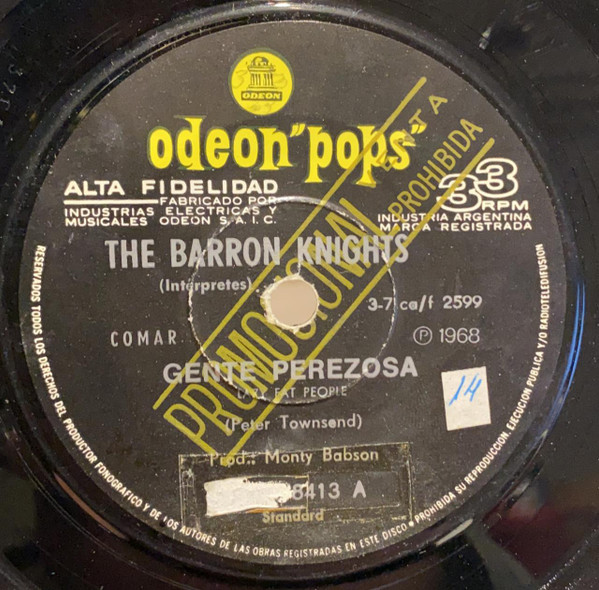 ODEON
odeon "pops"
ALTA FIDELIDAD
FABRICADO POR
INDUSTRIAS ELECTRICAS Y
MUSICALES ODEON S.A.I.C.
33
RPM
INDUSTRIA ARGENTINA
MARCA REGISTRADA
THE BARRON KNIGHTS
(Intérpretes)
3-7 ca/f 2599
COMAR
Ⓟ 1968
GENTE PEREZOSA
LAZY FAT PEOPLE
(Peter Townsend)
14
Prod.: Monty Babson
8413 A
Standard
PROMOSIONAL
PROHIBIDA
RESERVADOS TODOS LOS DERECHOS DEL PRODUCTOR FONOGRAFICO Y DE LOS AUTORES DE LAS OBRAS REGISTRADAS EN ESTE DISCO • PROHIBIDA SU REPRODUCCION, EJECUCION PUBLICA Y/O RADIOTELEDIFUSION